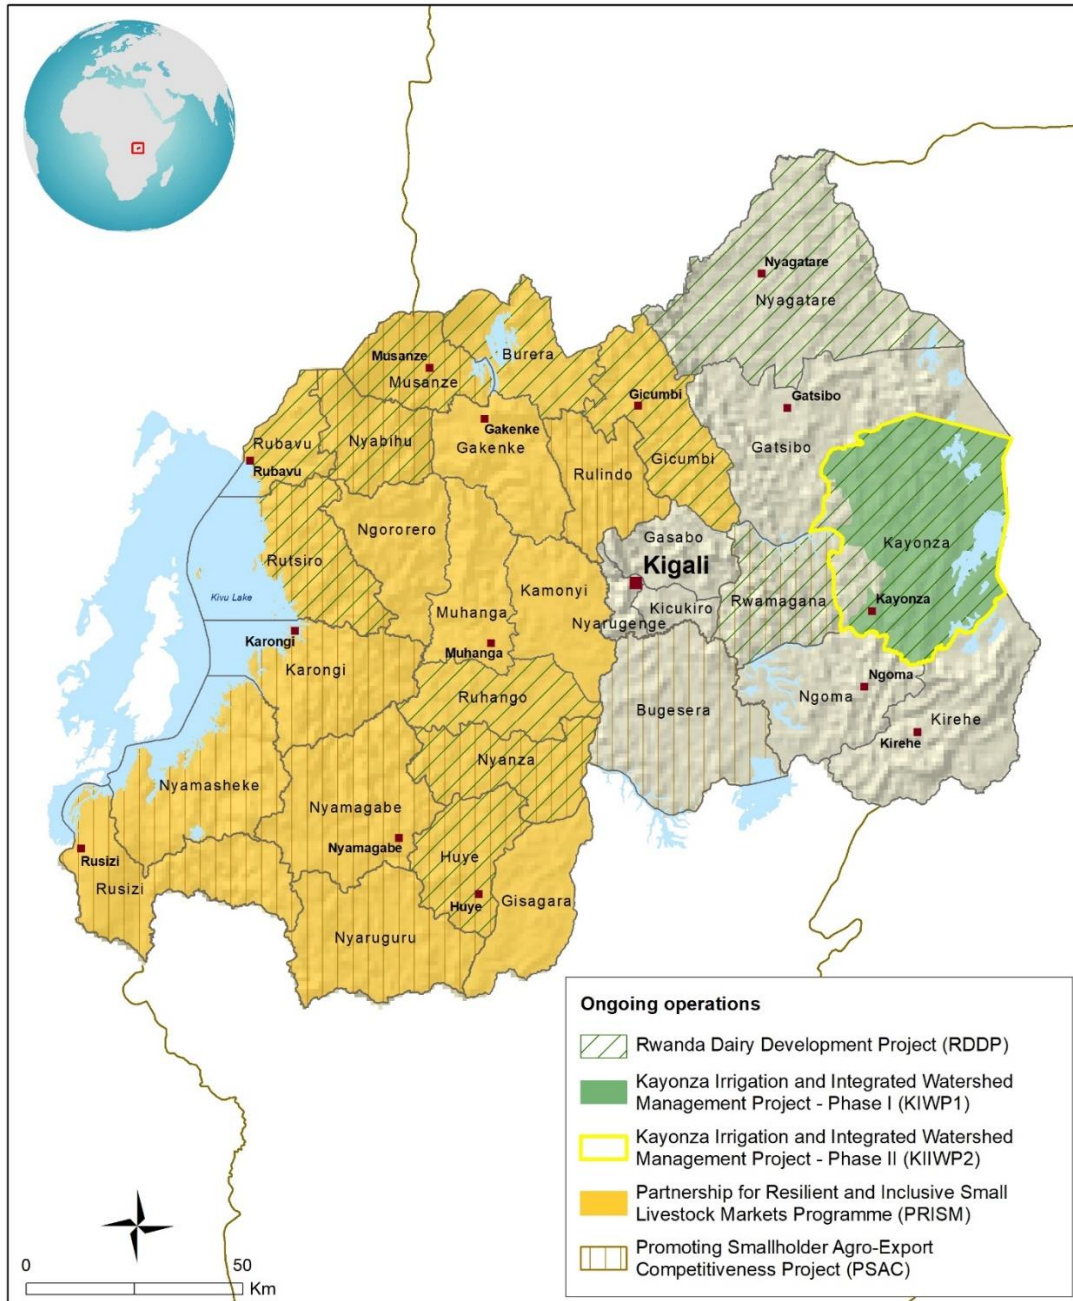 Nyagatare
Nyagatare
Musanze
Musanze
Burera
Gicumbi
Gatsibo
Gakenke
Gakenke
Rubavu
Nyabihu
Rubavu
Gicumbi
Gatsibo
Rulindo
Ngororero
Gasabo
Kayonza
Rutsiro
Kigali
Kivu Lake
Kamonyi
Rwamagana
Kayonza
Muhanga
Nyarugenge
Kicukiro
Karongi
Muhanga
Karongi
Ngoma
Ruhango
Ngoma
Bugesera
Kirehe
Kirehe
Nyanza
Nyamasheke
Nyamagabe
Nyamagabe
Rusizi
Huye
Rusizi
Huye
Gisagara
Nyaruguru
Ongoing operations
Rwanda Dairy Development Project (RDDP)
Kayonza Irrigation and Integrated Watershed
Management Project - Phase I (KIWP1)
Kayonza Irrigation and Integrated Watershed
Management Project - Phase II (KIIWP2)
Partnership for Resilient and Inclusive Small
Livestock Markets Programme (PRISM)
Promoting Smallholder Agro-Export
Competitiveness Project (PSAC)
0 50
Km